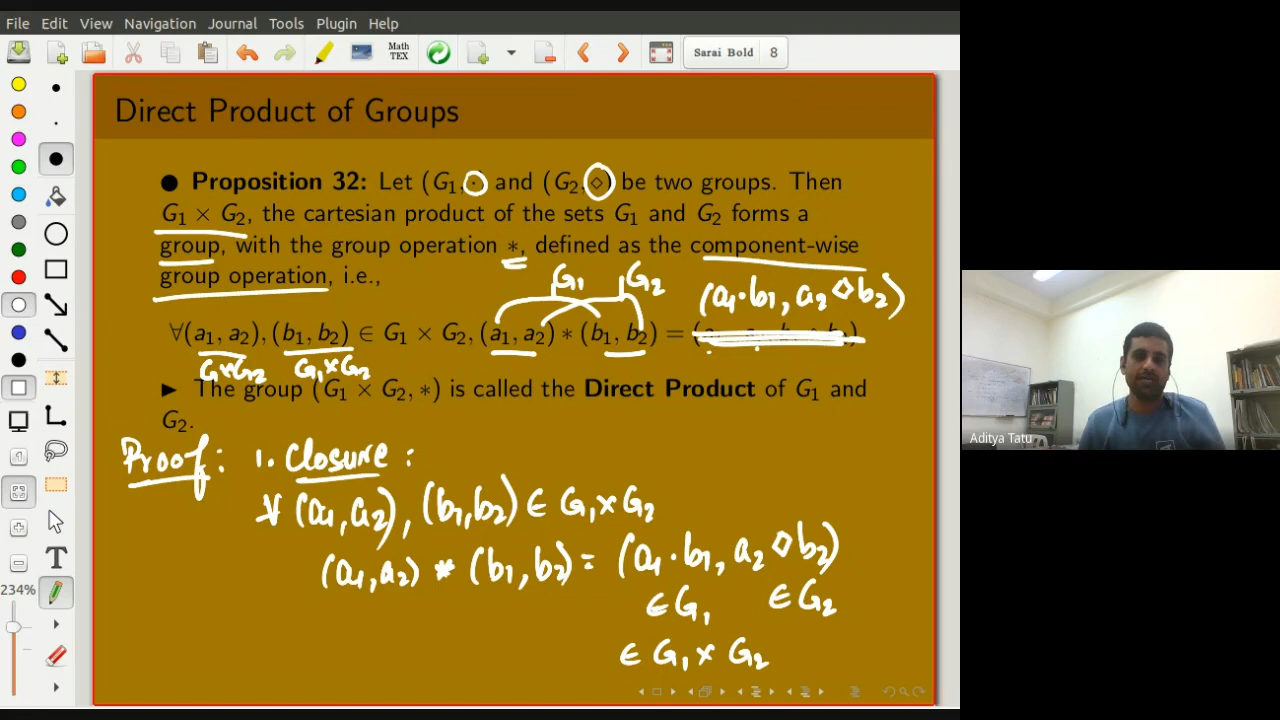 File Edit View Navigation Journal Tools Plugin Help
Math TEX
Sarai Bold 8
Direct Product of Groups
● Proposition 32: Let (G₁, ·) and (G₂, ⋄) be two groups. Then
G₁ × G₂, the cartesian product of the sets G₁ and G₂ forms a
group, with the group operation ∗, defined as the component-wise
group operation, i.e.,
G₁ G₂ (a₁·b₁, a₂ ⋄ b₂)
∀(a₁, a₂), (b₁, b₂) ∈ G₁ × G₂, (a₁, a₂) ∗ (b₁, b₂) =
G₁×G₂ G₁×G₂
► The group (G₁ × G₂, ∗) is called the Direct Product of G₁ and
G₂.
Proof: 1. Closure:
∀ (a₁,a₂), (b₁,b₂) ∈ G₁×G₂
(a₁,a₂) * (b₁,b₂) = (a₁·b₁, a₂ ⋄ b₂)
∈ G₁ ∈ G₂
∈ G₁ × G₂
234%
Aditya Tatu